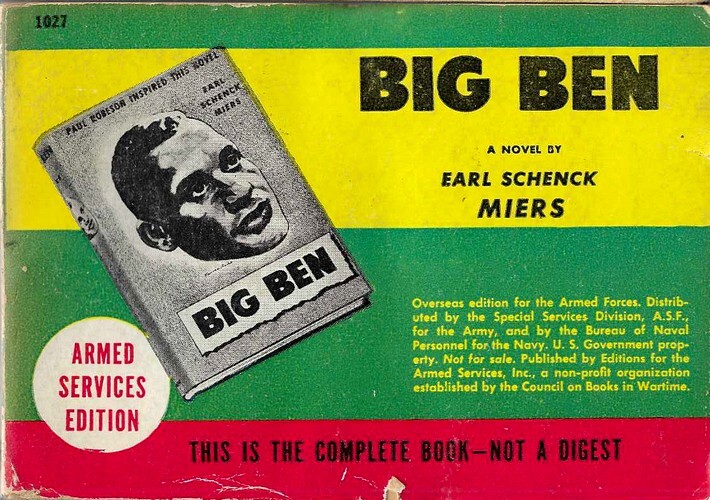 1027
PAUL ROBESON INSPIRED THIS NOVEL
EARL
SCHENCK
MIERS
BIG BEN
BIG BEN
A NOVEL BY
EARL SCHENCK
MIERS
Overseas edition for the Armed Forces. Distrib-
uted by the Special Services Division, A.S.F.,
for the Army, and by the Bureau of Naval
Personnel for the Navy. U. S. Government prop-
erty. Not for sale. Published by Editions for the
Armed Services, Inc., a non-profit organization
established by the Council on Books in Wartime.
ARMED
SERVICES
EDITION
THIS IS THE COMPLETE BOOK—NOT A DIGEST